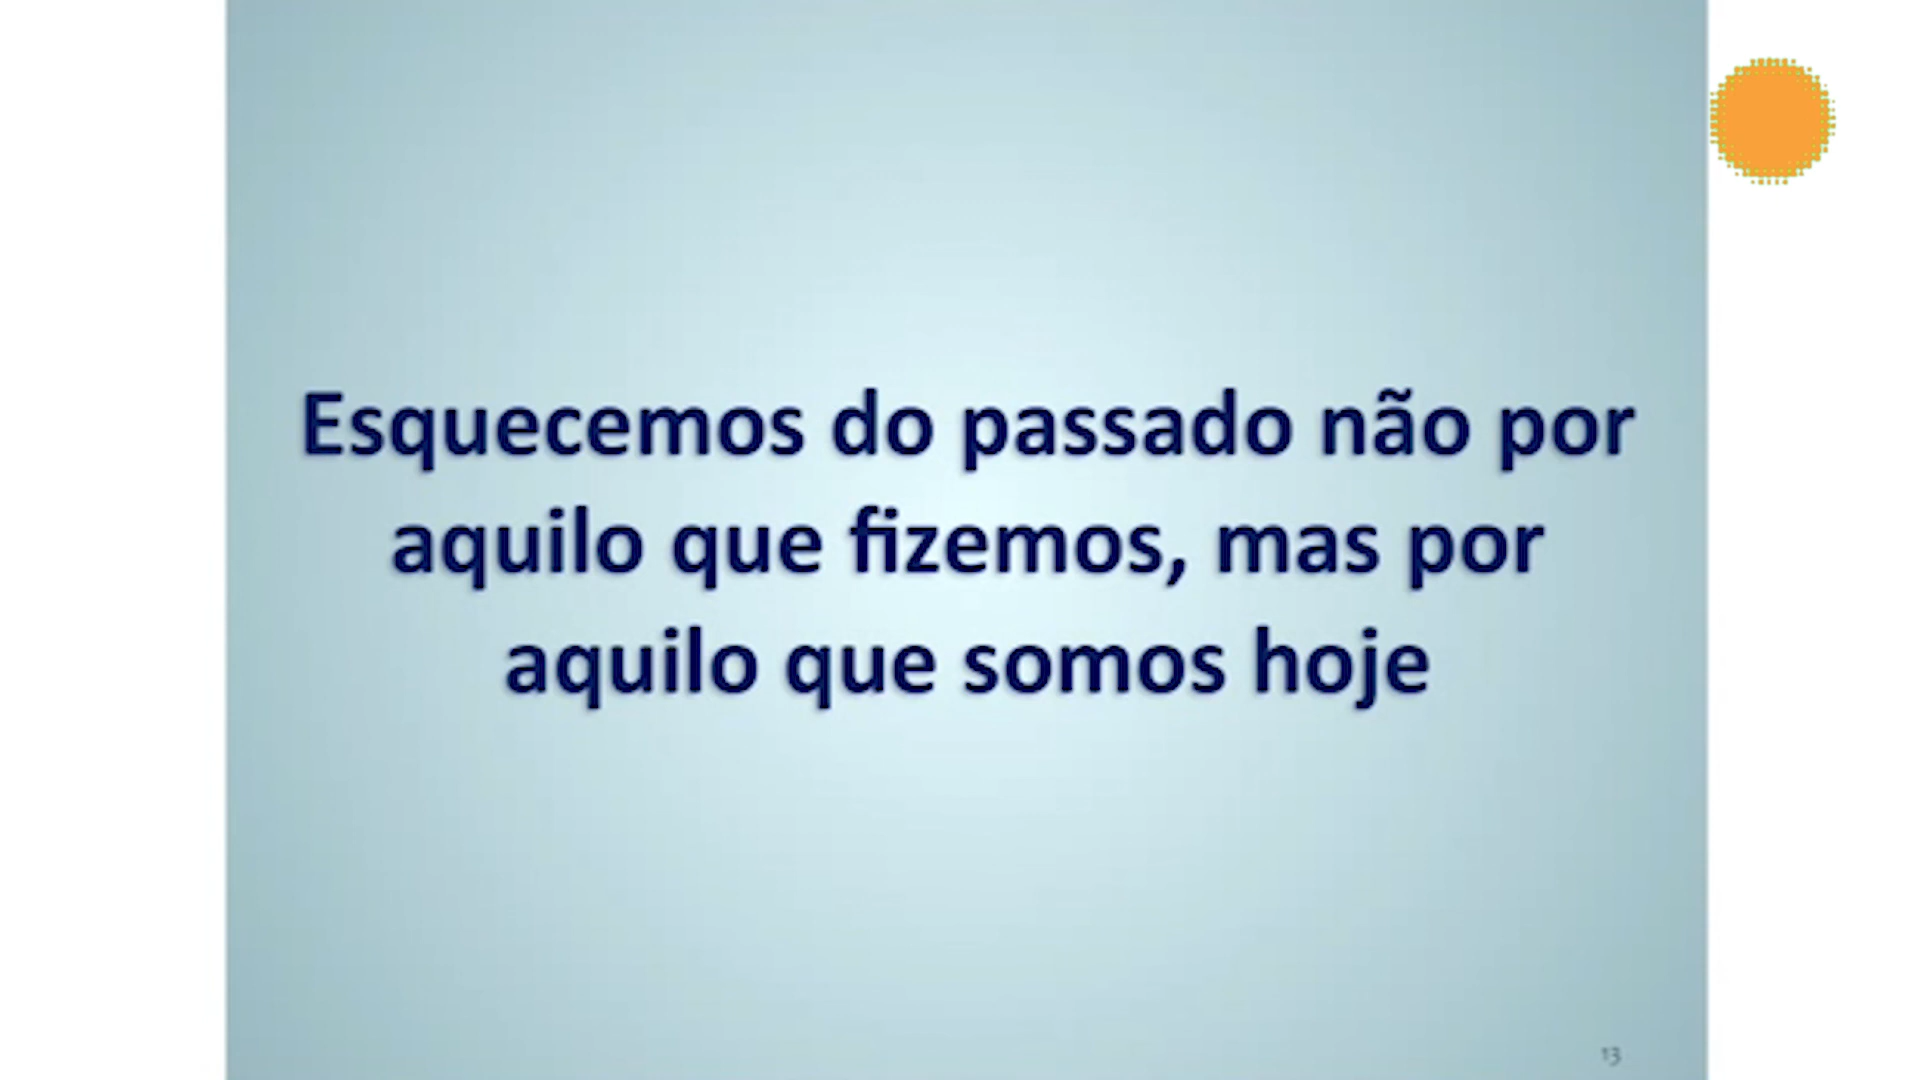 Esquecemos do passado não por
aquilo que fizemos, mas por
aquilo que somos hoje
13